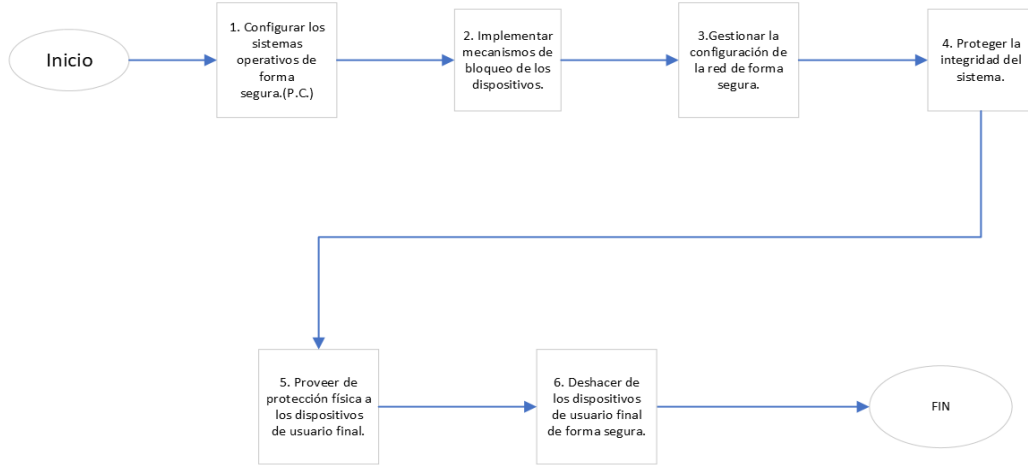 Inicio
1. Configurar los
sistemas
operativos de
forma
segura.(P.C.)
2. Implementar
mecanismos de
bloqueo de los
dispositivos.
3.Gestionar la
configuración de
la red de forma
segura.
4. Proteger la
integridad del
sistema.
5. Proveer de
protección física a
los dispositivos
de usuario final.
6. Deshacer de
los dispositivos
de usuario final
de forma segura.
FIN